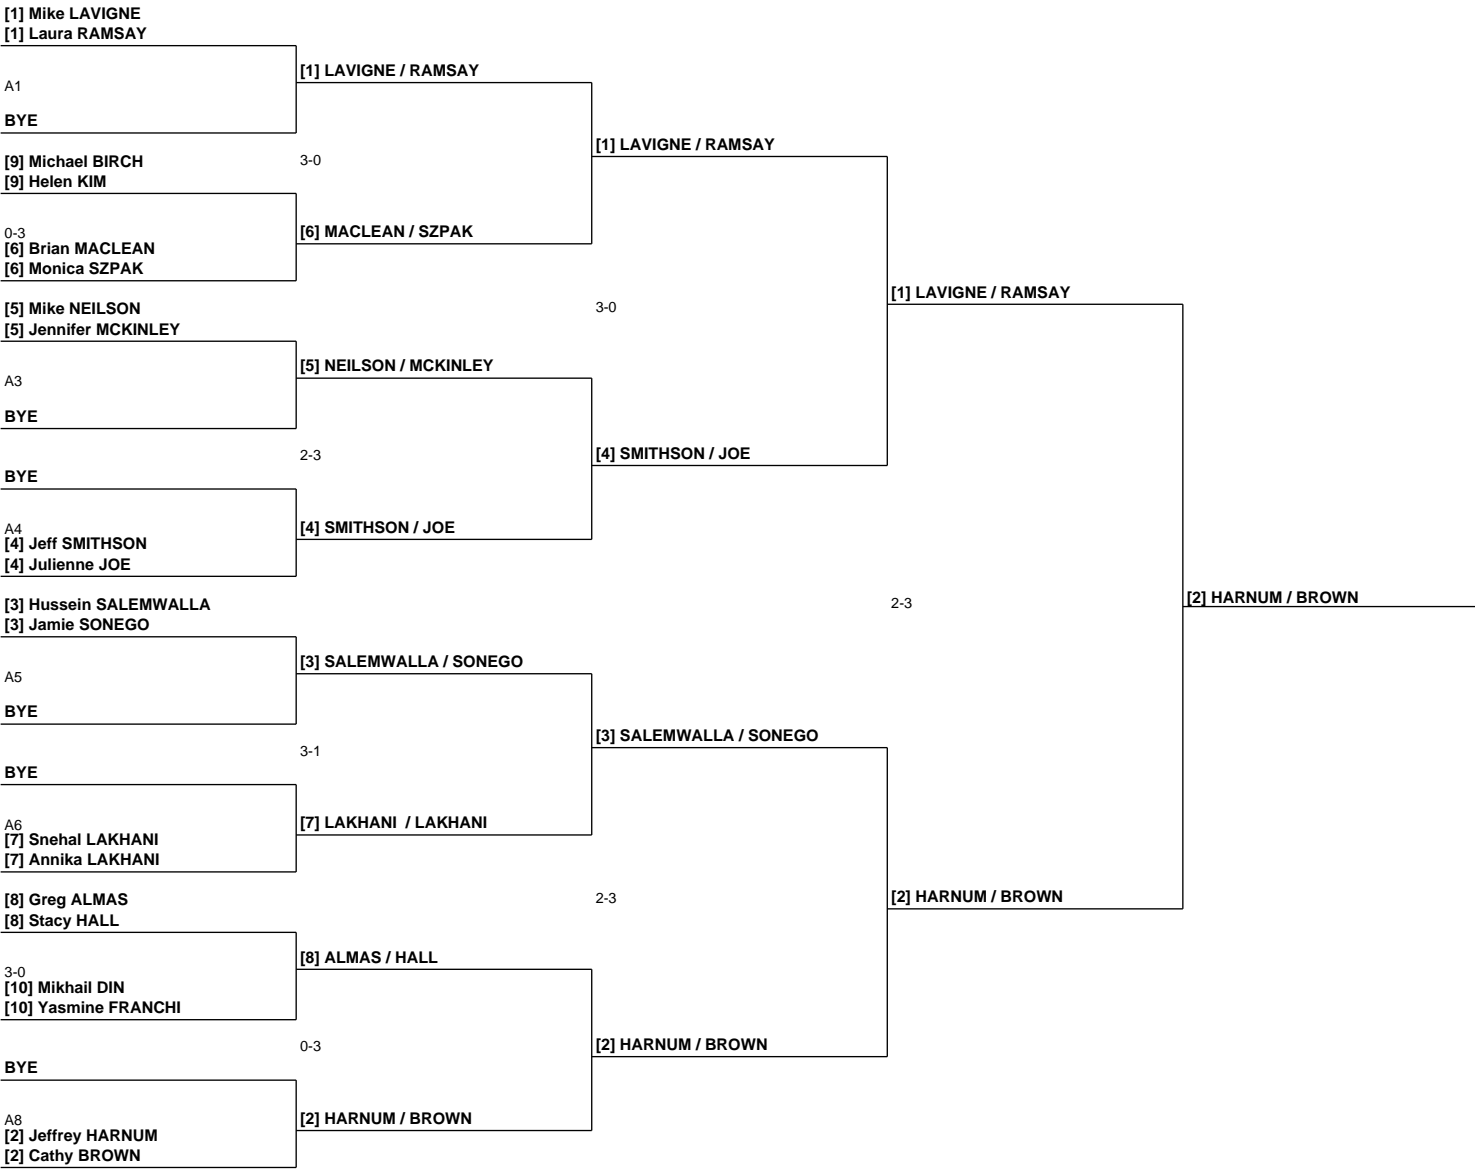 [1] Mike LAVIGNE
[1] Laura RAMSAY
A1
BYE
[9] Michael BIRCH
[9] Helen KIM
0-3
[6] Brian MACLEAN
[6] Monica SZPAK
[5] Mike NEILSON
[5] Jennifer MCKINLEY
A3
BYE
BYE
A4
[4] Jeff SMITHSON
[4] Julienne JOE
[3] Hussein SALEMWALLA
[3] Jamie SONEGO
A5
BYE
BYE
A6
[7] Snehal LAKHANI
[7] Annika LAKHANI
[8] Greg ALMAS
[8] Stacy HALL
3-0
[10] Mikhail DIN
[10] Yasmine FRANCHI
BYE
A8
[2] Jeffrey HARNUM
[2] Cathy BROWN
[1] LAVIGNE / RAMSAY
3-0
[6] MACLEAN / SZPAK
[5] NEILSON / MCKINLEY
2-3
[4] SMITHSON / JOE
[3] SALEMWALLA / SONEGO
3-1
[7] LAKHANI  / LAKHANI
[8] ALMAS / HALL
0-3
[2] HARNUM / BROWN
[1] LAVIGNE / RAMSAY
3-0
[4] SMITHSON / JOE
[3] SALEMWALLA / SONEGO
2-3
[2] HARNUM / BROWN
[1] LAVIGNE / RAMSAY
2-3
[2] HARNUM / BROWN
[2] HARNUM / BROWN